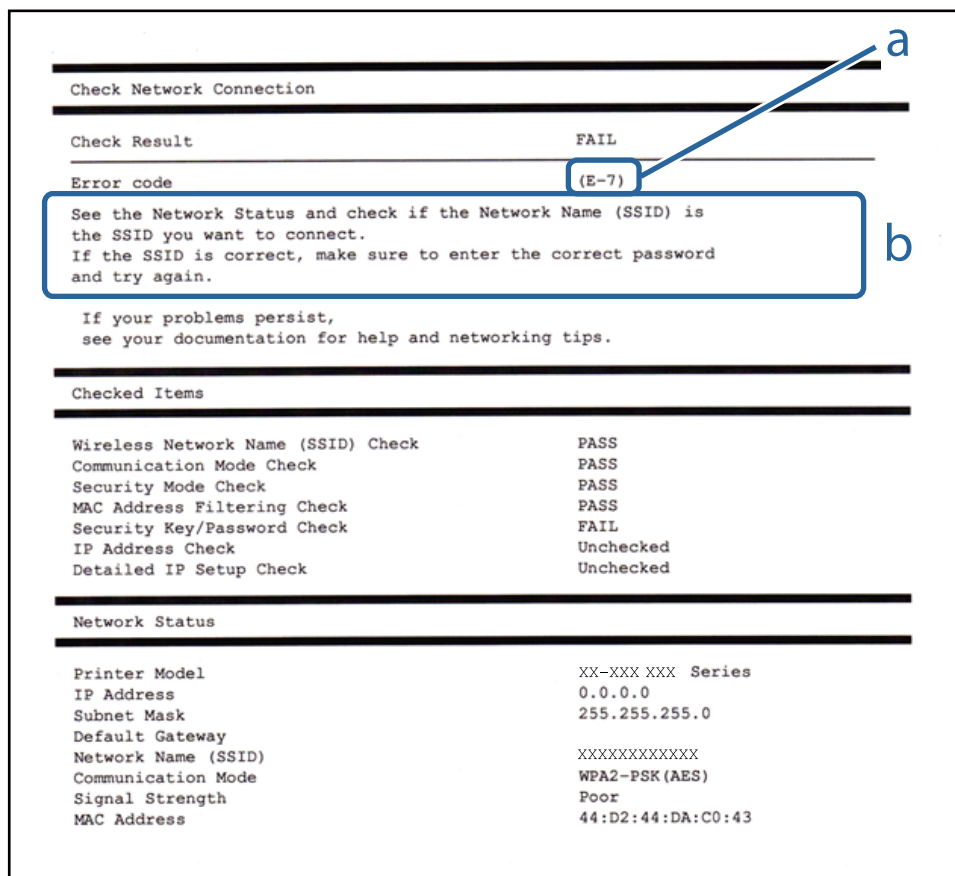 a
Check Network Connection
Check Result FAIL
Error code (E-7)
See the Network Status and check if the Network Name (SSID) is
the SSID you want to connect.
If the SSID is correct, make sure to enter the correct password
and try again.
b
If your problems persist,
see your documentation for help and networking tips.
Checked Items
Wireless Network Name (SSID) Check PASS
Communication Mode Check PASS
Security Mode Check PASS
MAC Address Filtering Check PASS
Security Key/Password Check FAIL
IP Address Check Unchecked
Detailed IP Setup Check Unchecked
Network Status
Printer Model XX-XXX XXX Series
IP Address 0.0.0.0
Subnet Mask 255.255.255.0
Default Gateway
Network Name (SSID) XXXXXXXXXXXX
Communication Mode WPA2-PSK(AES)
Signal Strength Poor
MAC Address 44:D2:44:DA:C0:43